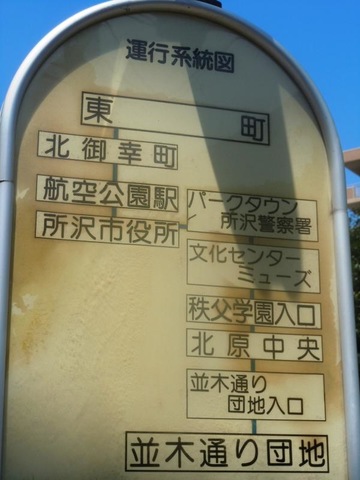 運行系統図
東町
北御幸町
航空公園駅
所沢市役所
パークタウン
所沢警察署
文化センター
ミューズ
秩父学園入口
北原中央
並木通り
団地入口
並木通り団地